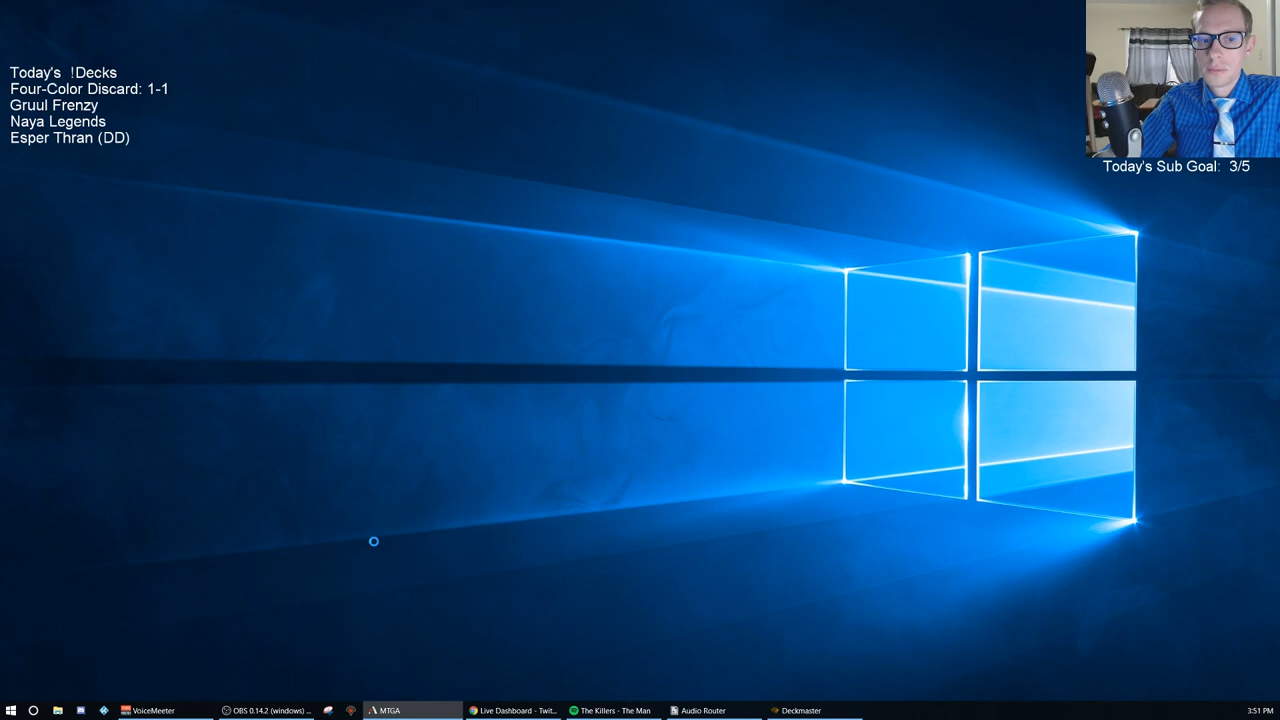 Today's !Decks
Four-Color Discard: 1-1
Gruul Frenzy
Naya Legends
Esper Thran (DD)
Today's Sub Goal: 3/5
VoiceMeeter
OBS 0.14.2 (windows) ...
MTGA
Live Dashboard - Twit...
The Killers - The Man
Audio Router
Deckmaster
3:51 PM